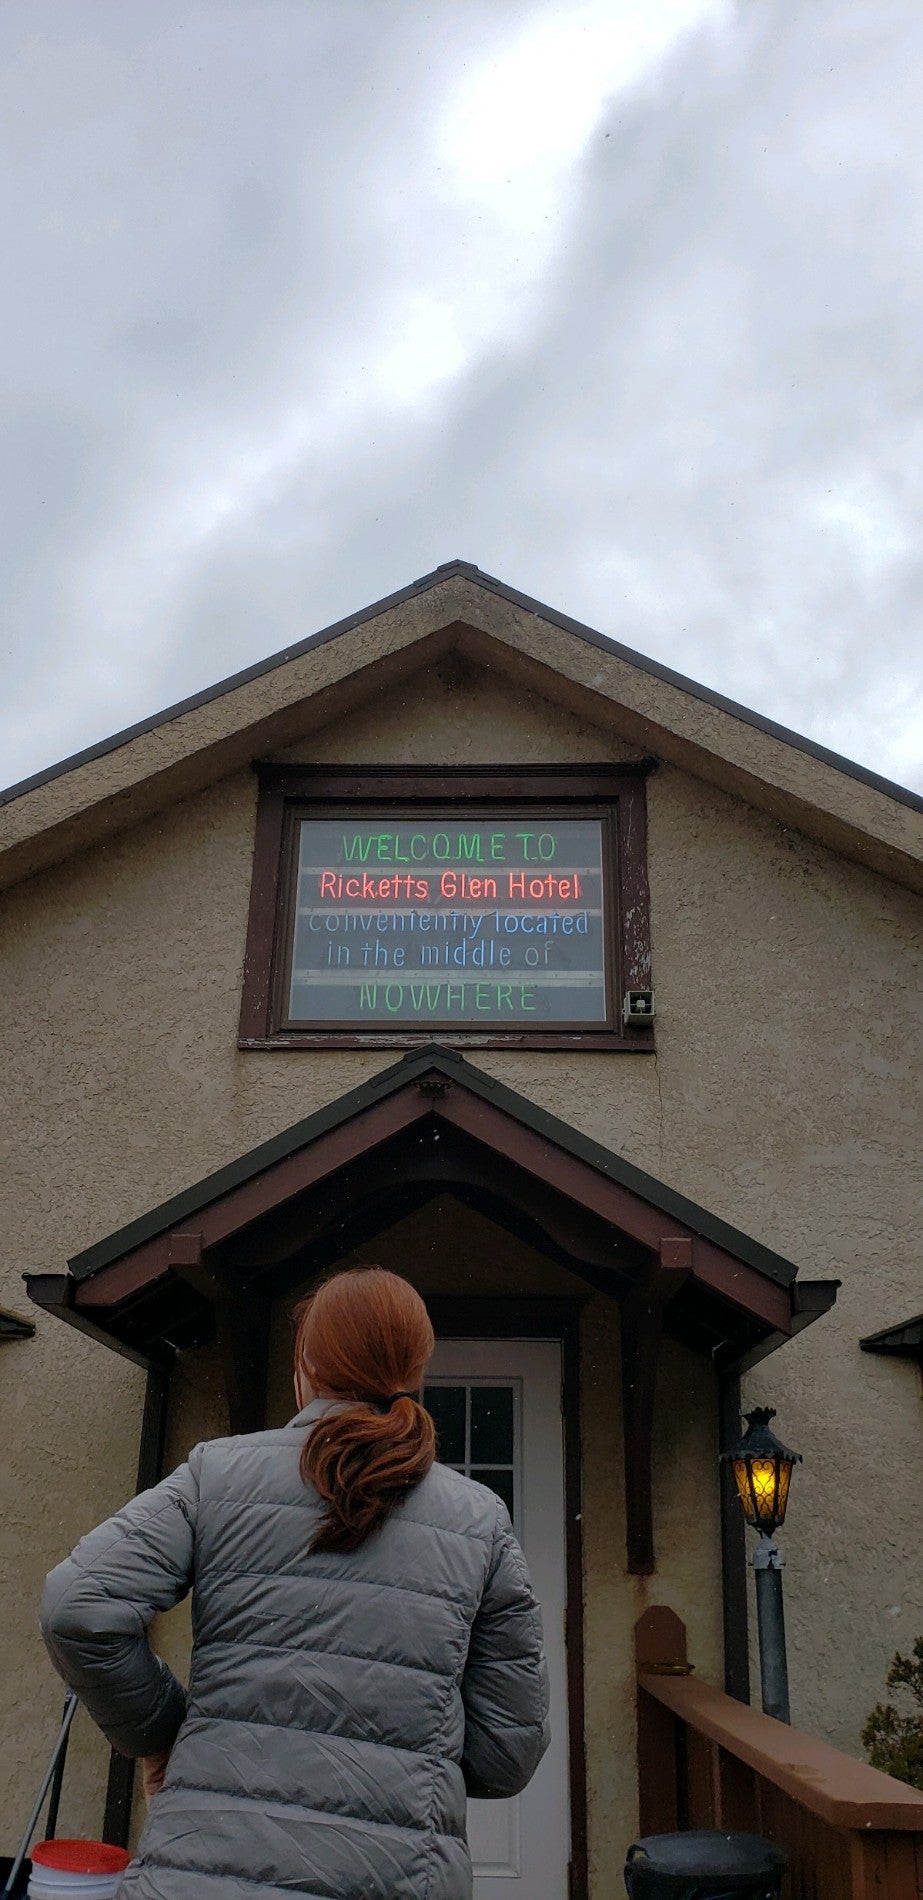 WELCOME TO
Ricketts Glen Hotel
conveniently located
in the middle of
NOWHERE